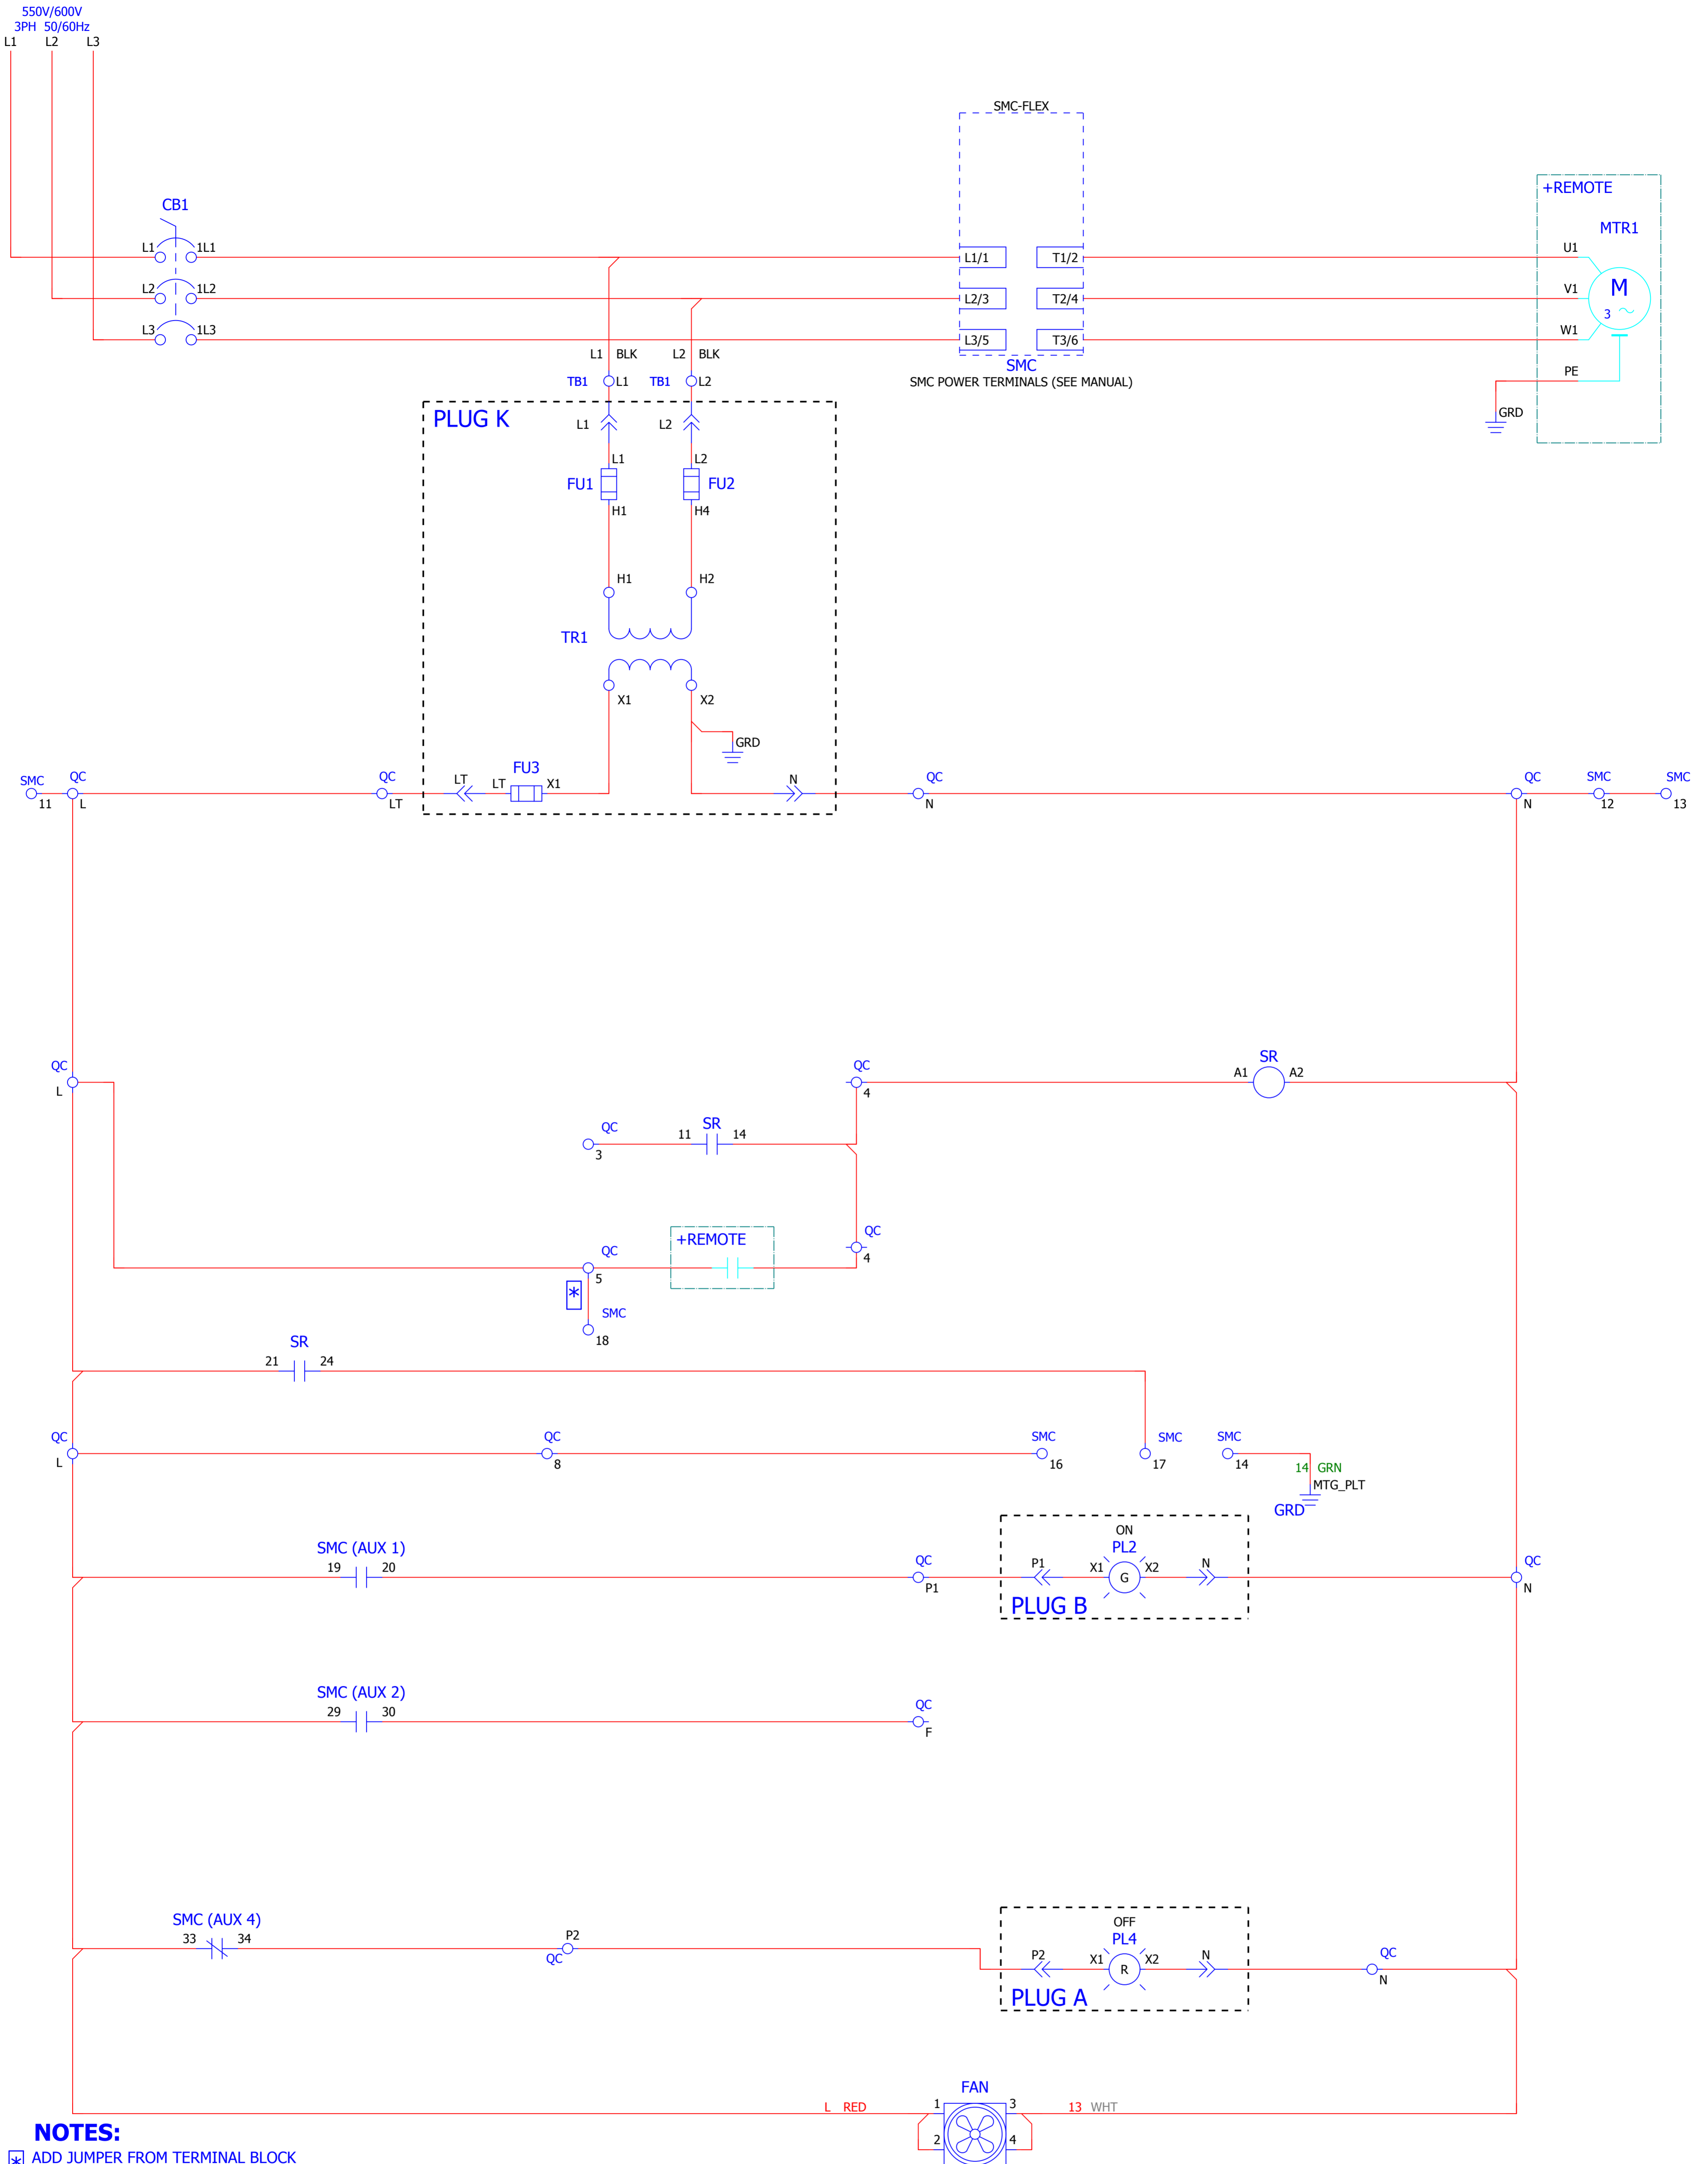 550V/600V
3PH 50/60Hz
L1 L2 L3
SMC-FLEX
+REMOTE
MTR1
CB1
L1 1L1
L1/1 T1/2
U1
L2 1L2
L2/3 T2/4
V1
M
3
L3 1L3
L3/5 T3/6
W1
SMC
SMC POWER TERMINALS (SEE MANUAL)
PE
GRD
L1 BLK L2 BLK
TB1 L1 TB1 L2
PLUG K
L1 L2
L1 L2
FU1 FU2
H1 H4
H1 H2
TR1
X1 X2
GRD
FU3
SMC QC QC LT LT X1 N QC QC SMC SMC
11 L LT N N 12 13
QC QC SR
L 4 A1 A2
QC SR
3 11 14
QC
4
QC
5
+REMOTE
*
SMC
18
SR
21 24
QC QC SMC SMC SMC
L 8 16 17 14
14 GRN
MTG_PLT
GRD
SMC (AUX 1)
19 20
QC
P1
ON
PL2
P1 X1 G X2 N
PLUG B
QC
N
SMC (AUX 2)
29 30
QC
F
SMC (AUX 4)
33 34
P2
QC
OFF
PL4
P2 X1 R X2 N
PLUG A
QC
N
FAN
L RED 1 3 13 WHT
2 4
NOTES:
* ADD JUMPER FROM TERMINAL BLOCK